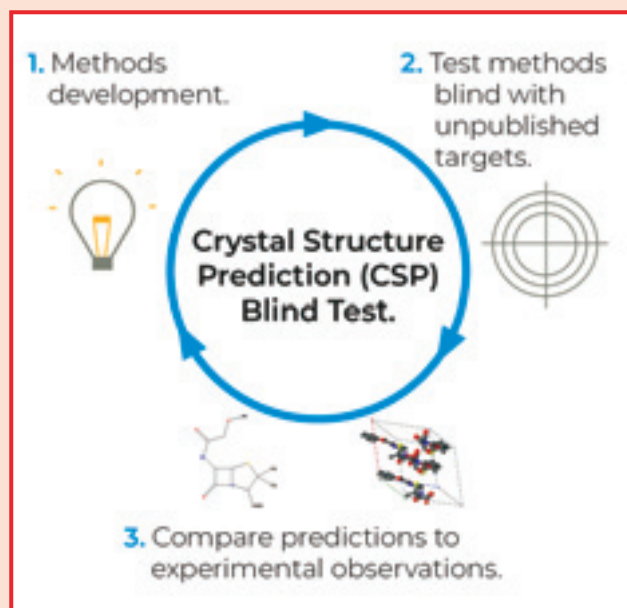 1. Methods
development.
2. Test methods
blind with
unpublished
targets.
Crystal Structure
Prediction (CSP)
Blind Test.
3. Compare predictions to
experimental observations.